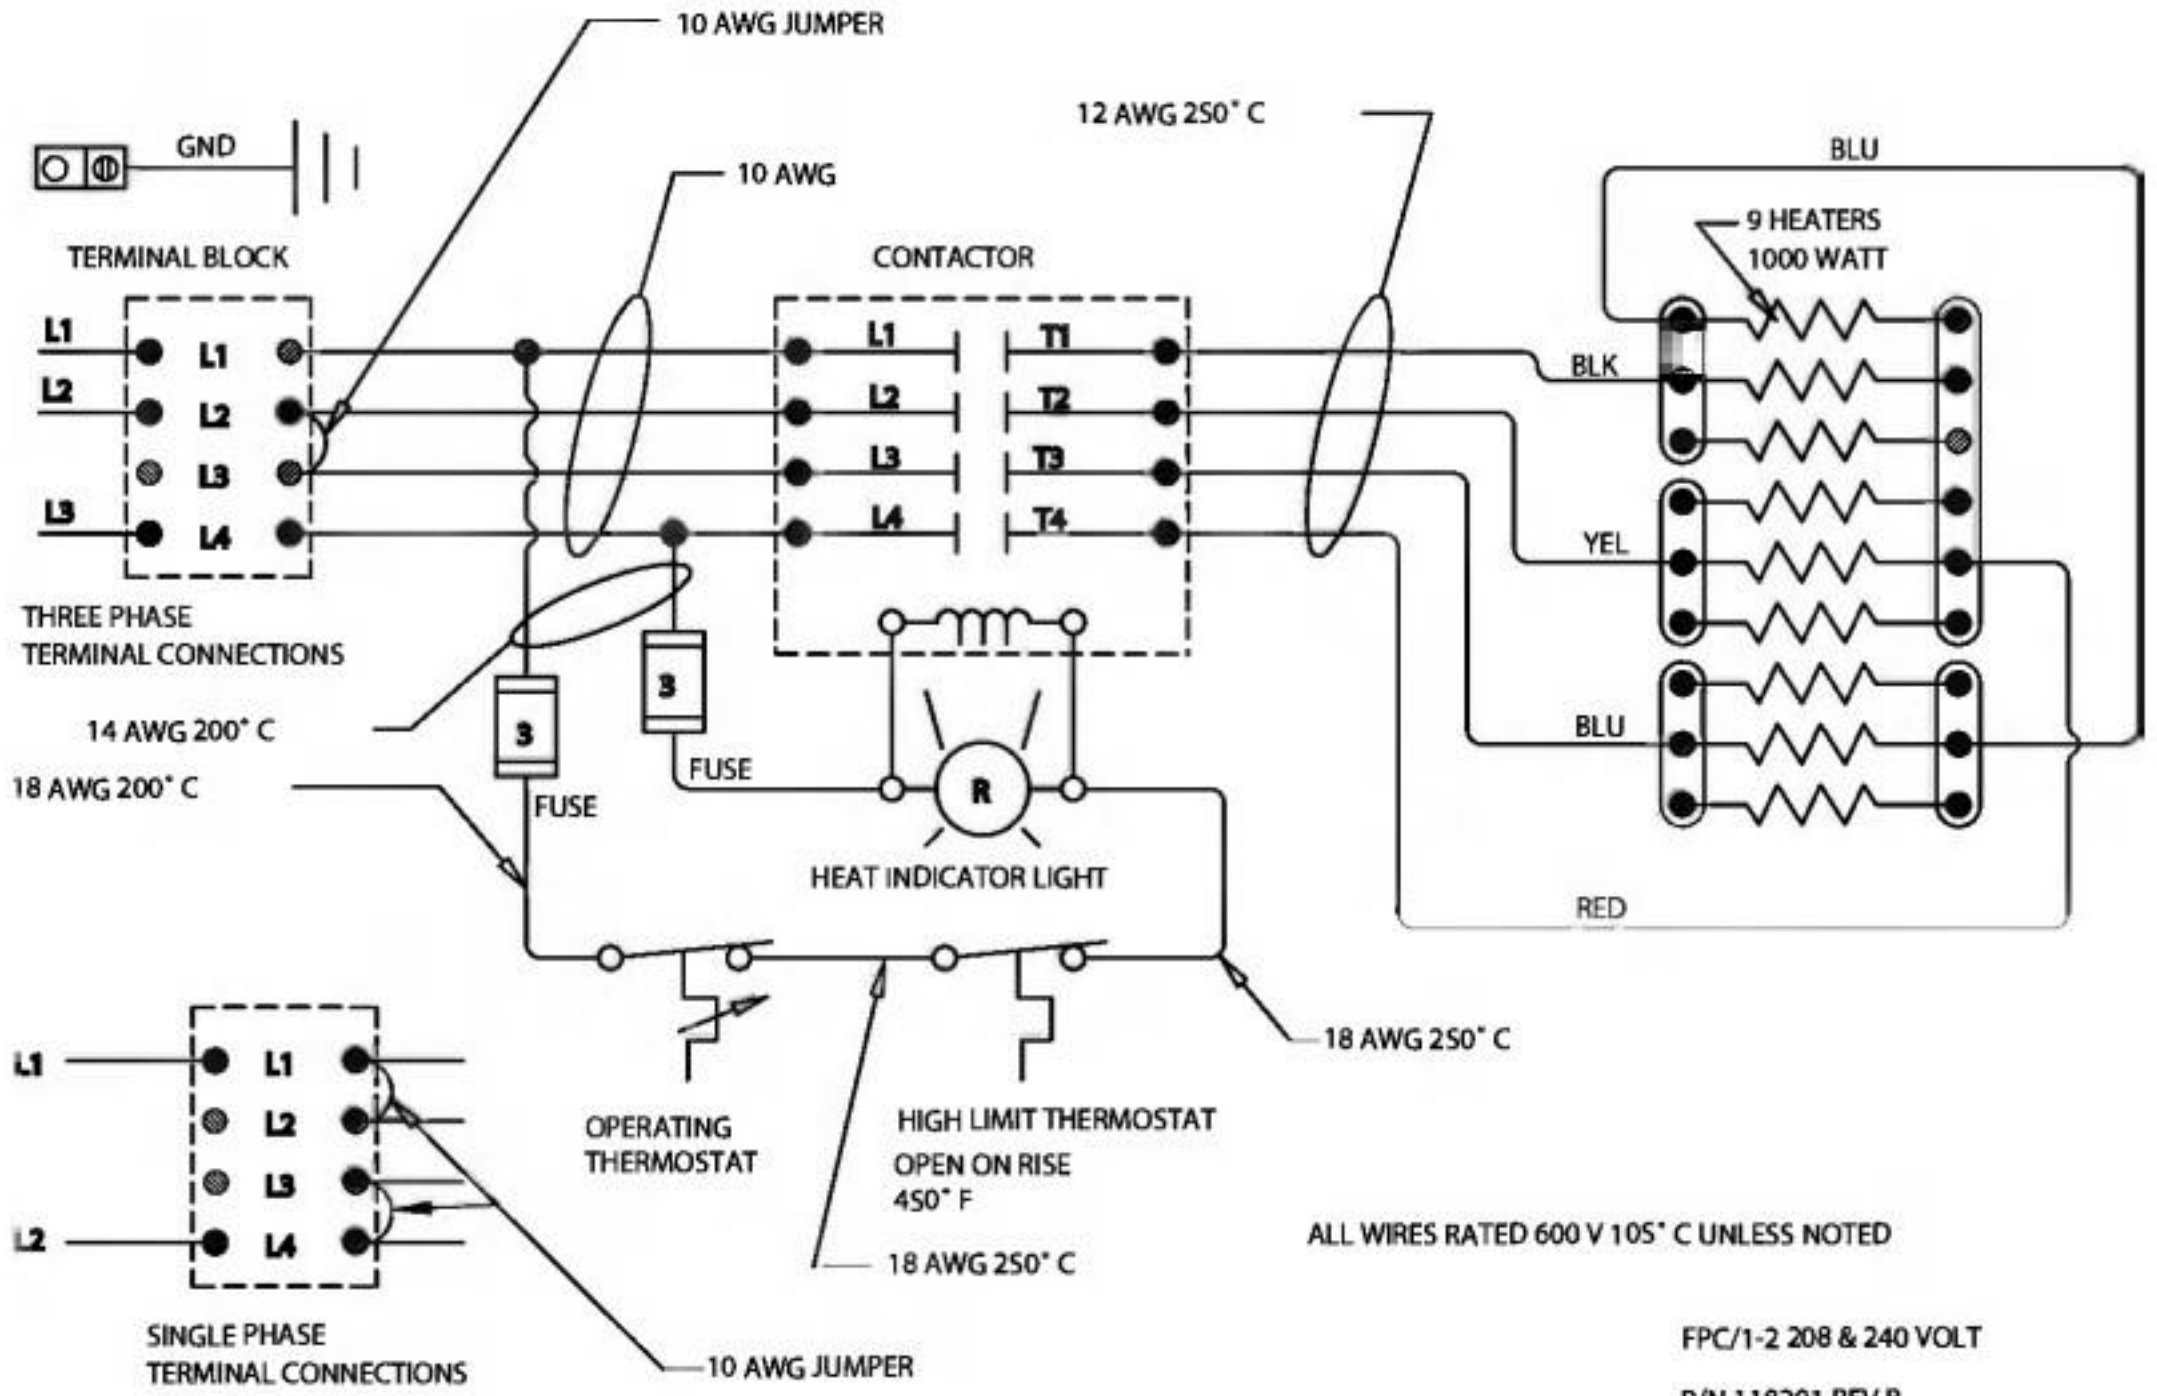 10 AWG JUMPER
12 AWG 250° C
GND
BLU
10 AWG
9 HEATERS
1000 WATT
TERMINAL BLOCK
CONTACTOR
L1
L1
L1
T1
BLK
L2
L2
L2
T2
L3
L3
T3
L3
L4
L4
T4
YEL
THREE PHASE
TERMINAL CONNECTIONS
3
3
14 AWG 200° C
BLU
FUSE
18 AWG 200° C
FUSE
R
HEAT INDICATOR LIGHT
RED
18 AWG 250° C
L1
L1
L2
L3
L2
L4
OPERATING
THERMOSTAT
HIGH LIMIT THERMOSTAT
OPEN ON RISE
450° F
ALL WIRES RATED 600 V 105° C UNLESS NOTED
18 AWG 250° C
SINGLE PHASE
TERMINAL CONNECTIONS
10 AWG JUMPER
FPC/1-2 208 & 240 VOLT